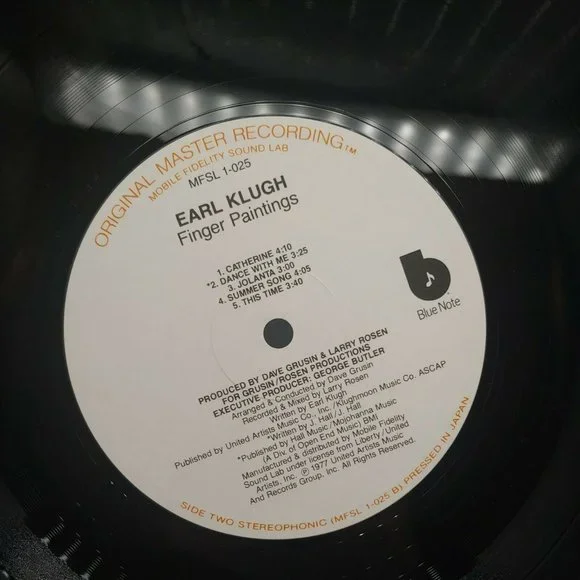 ORIGINAL MASTER RECORDING™
MOBILE FIDELITY SOUND LAB
MFSL 1-025
EARL KLUGH
Finger Paintings
1. CATHERINE 4:10
*2. DANCE WITH ME 3:25
3. JOLANTA 3:00
4. SUMMER SONG 4:05
5. THIS TIME 3:40
b
Blue Note
PRODUCED BY DAVE GRUSIN & LARRY ROSEN
FOR GRUSIN/ROSEN PRODUCTIONS
EXECUTIVE PRODUCER: GEORGE BUTLER
Arranged & Conducted by Dave Grusin
Recorded & Mixed by Larry Rosen
Written by Earl Klugh
Published by United Artists Music Co., Inc./Klughmoon Music Co. ASCAP
*Written by J. Hall/J. Hall
*Published by Hall Music/Mojohanna Music
(A Div. of Open End Music) BMI
Manufactured & distributed by Mobile Fidelity
Sound Lab under license from Liberty/United
Artists, Inc. ℗ 1977 United Artists Music
And Records Group, Inc. All Rights Reserved.
SIDE TWO STEREOPHONIC (MFSL 1-025 B) PRESSED IN JAPAN